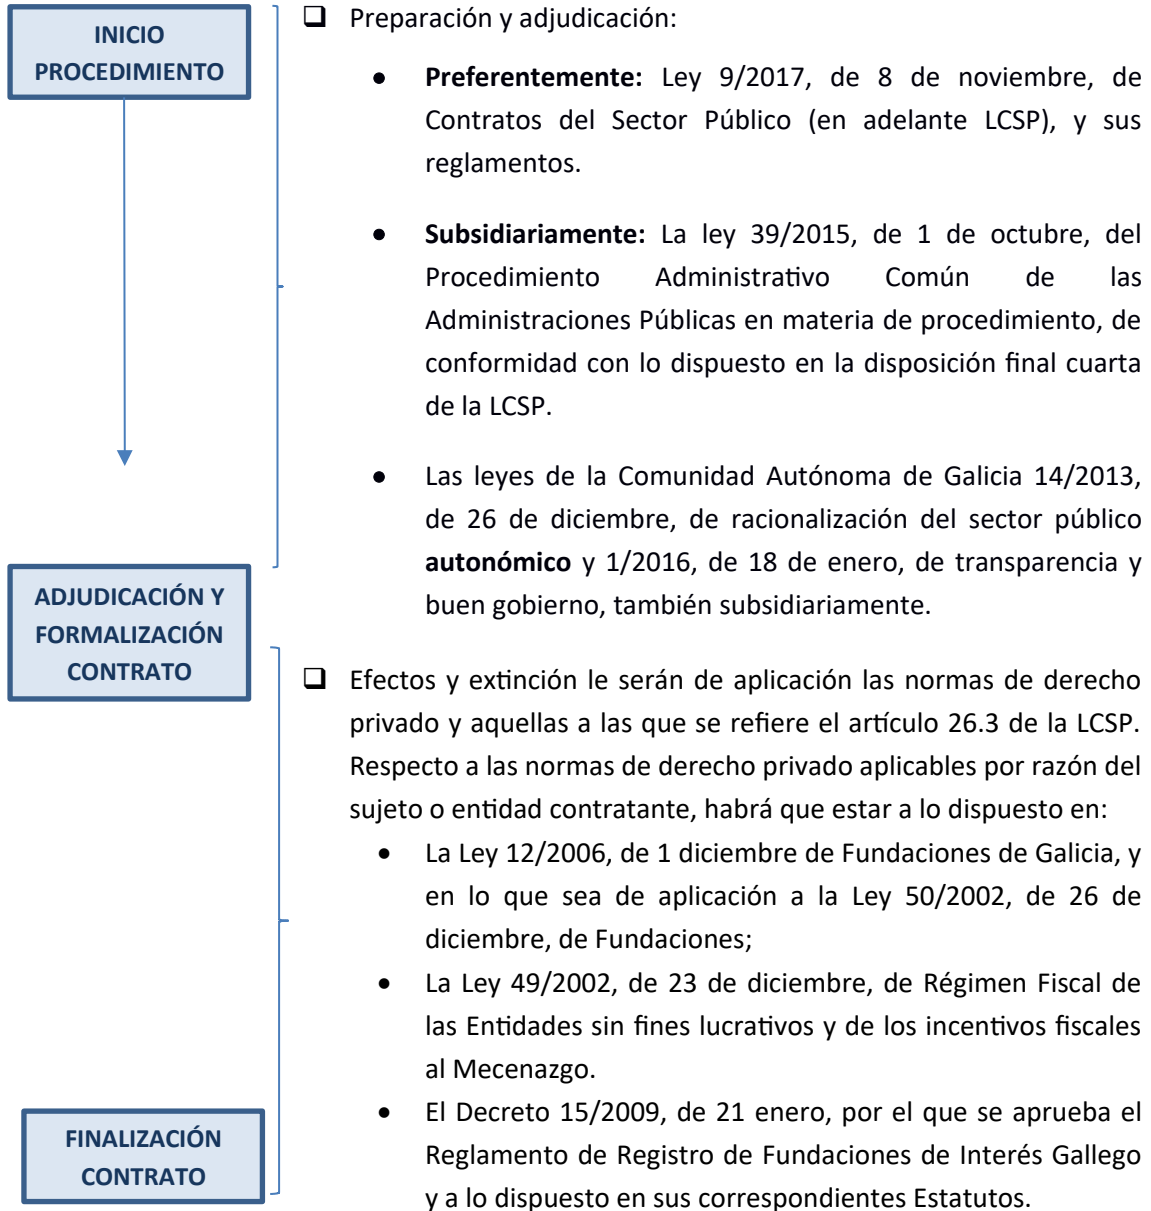 INICIO
PROCEDIMIENTO
Preparación y adjudicación:
Preferentemente: Ley 9/2017, de 8 de noviembre, de
Contratos del Sector Público (en adelante LCSP), y sus
reglamentos.
Subsidiariamente: La ley 39/2015, de 1 de octubre, del
Procedimiento Administrativo Común de las
Administraciones Públicas en materia de procedimiento, de
conformidad con lo dispuesto en la disposición final cuarta
de la LCSP.
Las leyes de la Comunidad Autónoma de Galicia 14/2013,
de 26 de diciembre, de racionalización del sector público
autonómico y 1/2016, de 18 de enero, de transparencia y
buen gobierno, también subsidiariamente.
ADJUDICACIÓN Y
FORMALIZACIÓN
CONTRATO
Efectos y extinción le serán de aplicación las normas de derecho
privado y aquellas a las que se refiere el artículo 26.3 de la LCSP.
Respecto a las normas de derecho privado aplicables por razón del
sujeto o entidad contratante, habrá que estar a lo dispuesto en:
La Ley 12/2006, de 1 diciembre de Fundaciones de Galicia, y
en lo que sea de aplicación a la Ley 50/2002, de 26 de
diciembre, de Fundaciones;
La Ley 49/2002, de 23 de diciembre, de Régimen Fiscal de
las Entidades sin fines lucrativos y de los incentivos fiscales
al Mecenazgo.
El Decreto 15/2009, de 21 enero, por el que se aprueba el
Reglamento de Registro de Fundaciones de Interés Gallego
y a lo dispuesto en sus correspondientes Estatutos.
FINALIZACIÓN
CONTRATO